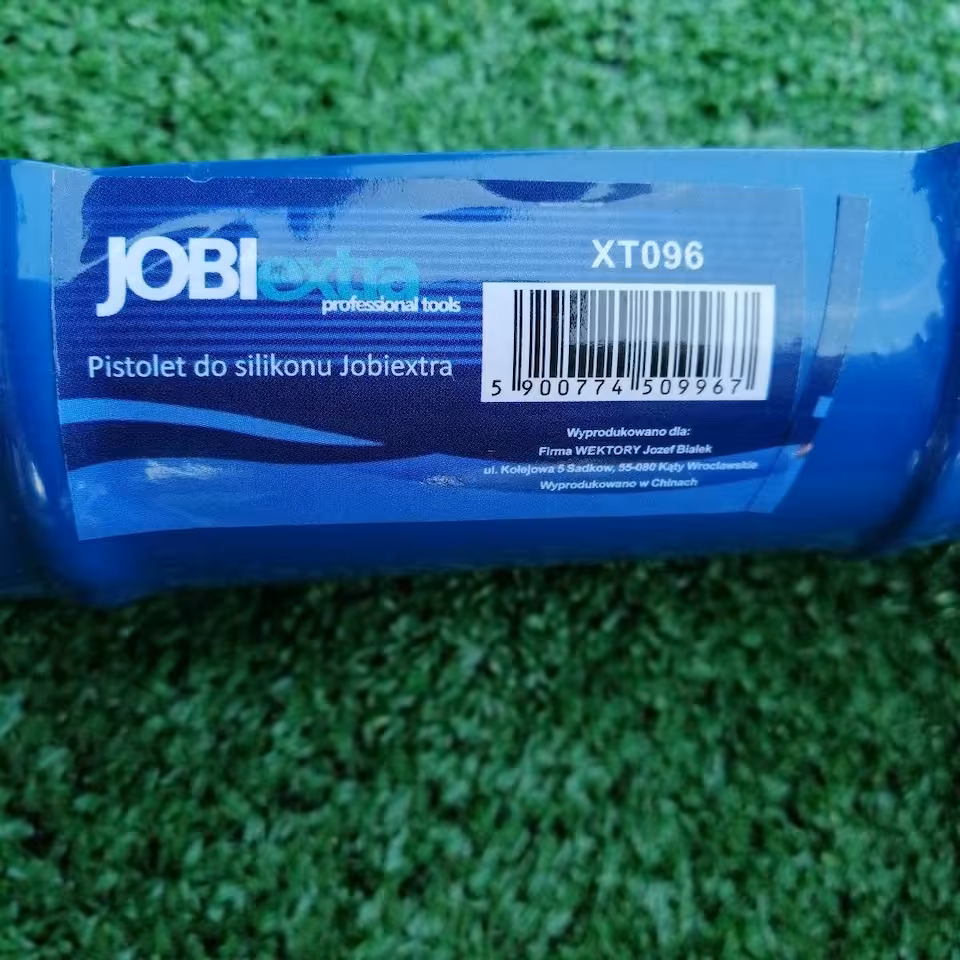 JOBIextra
professional tools
Pistolet do silikonu Jobiextra
XT096
5 900774 509967
Wyprodukowano dla:
Firma WEKTORY Jozef Bialek
ul. Kolejowa 5 Sadkow, 55-080 Kąty Wroclawskie
Wyprodukowano w Chinach